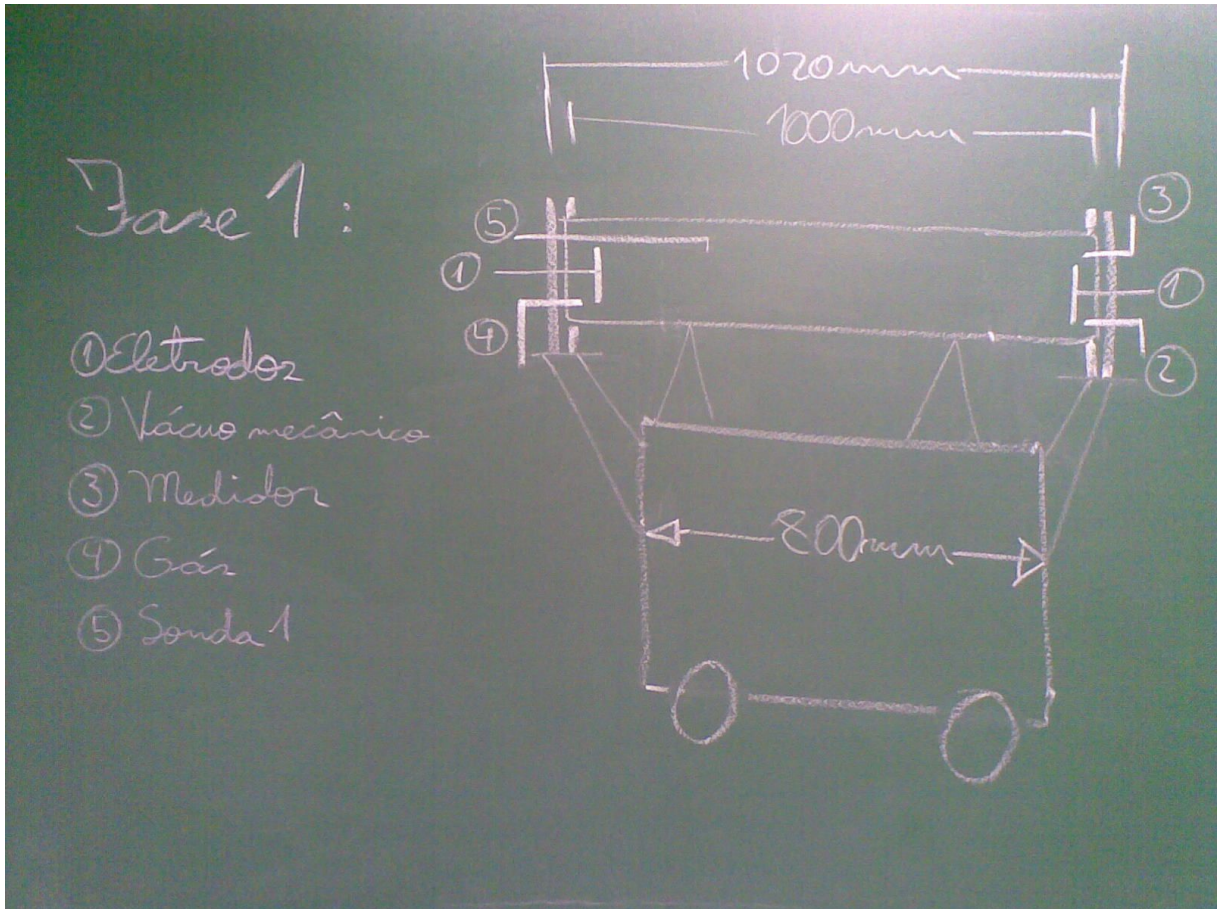 1020mm
1000mm
Fase 1:
⑤
③
①
①
④
②
① Eletrodos
② Vácuo mecânico
③ Medidor
④ Gás
⑤ Sonda 1
800mm